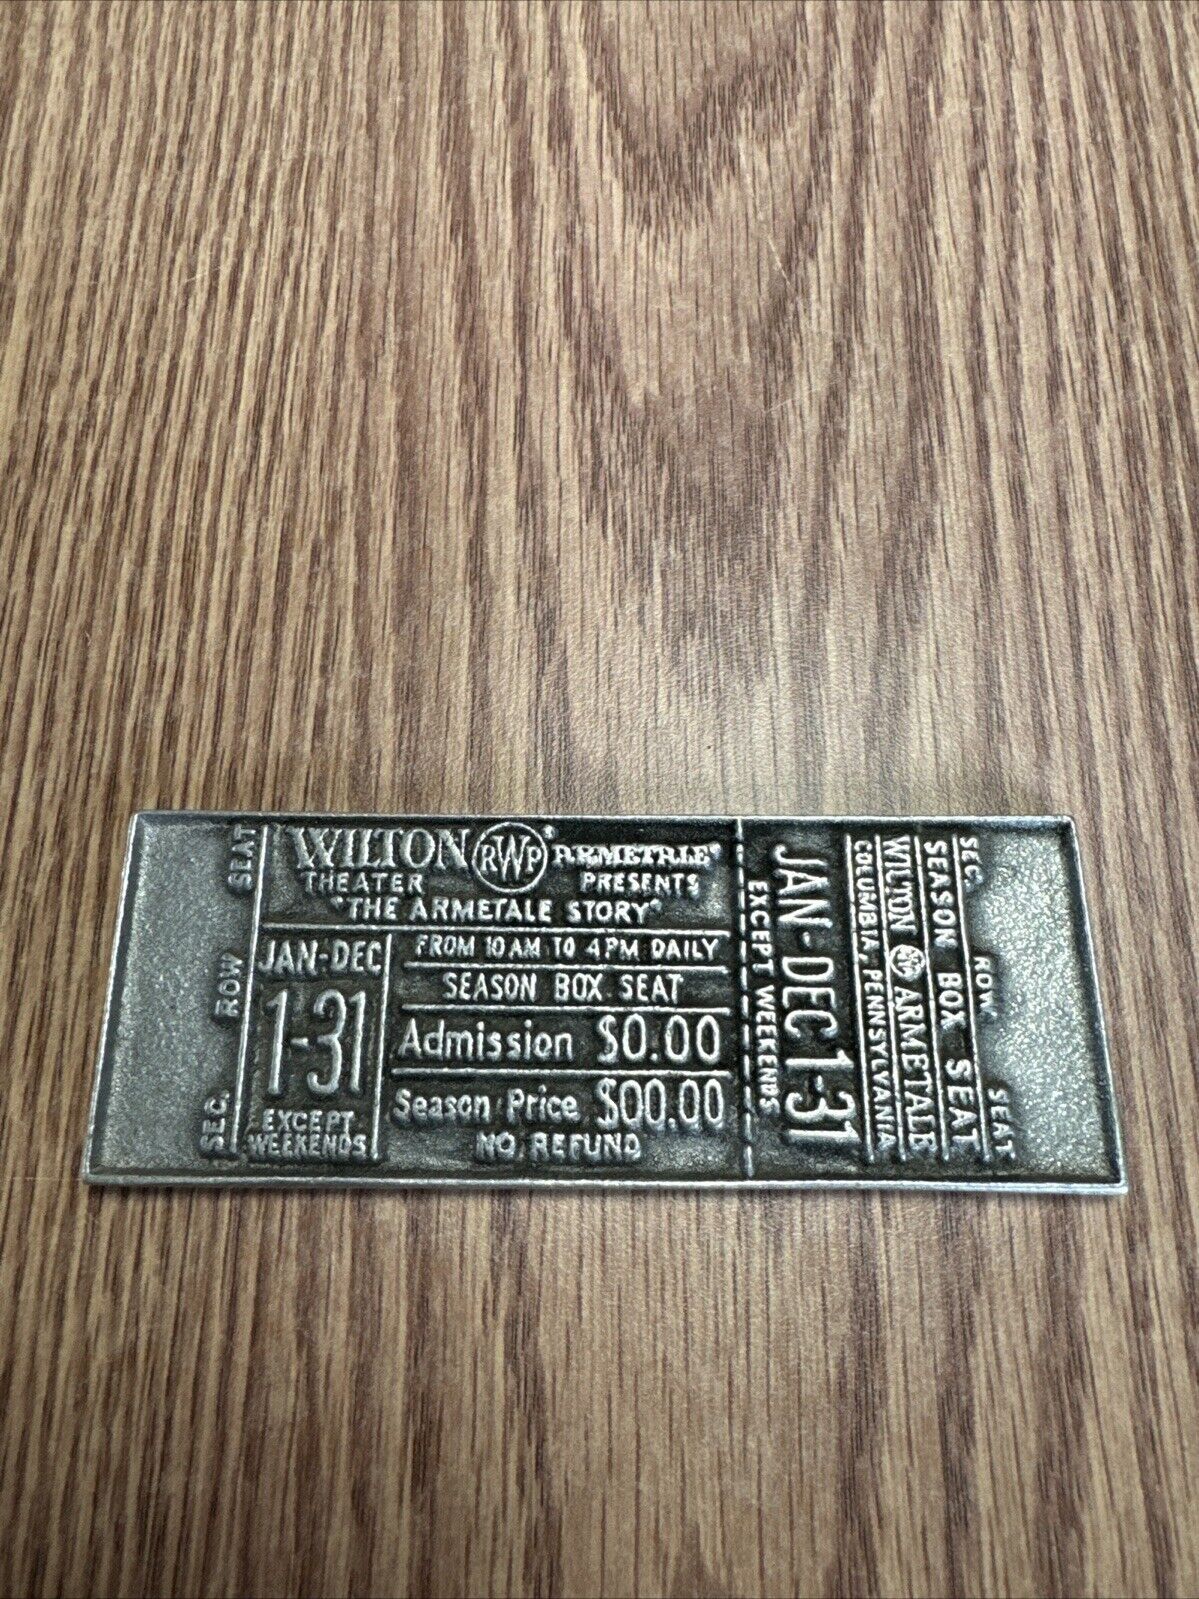 SEAT
ROW
SEC.
WILTON RWP® ARMETALE®
THEATER PRESENTS
"THE ARMETALE STORY"
JAN-DEC
1-31
EXCEPT
WEEKENDS
FROM 10 AM TO 4 PM DAILY
SEASON BOX SEAT
Admission $0.00
Season Price $00.00
NO REFUND
SEC. ROW SEAT
SEASON BOX SEAT
WILTON RWP ARMETALE
COLUMBIA, PENNSYLVANIA
JAN-DEC 1-31
EXCEPT WEEKENDS